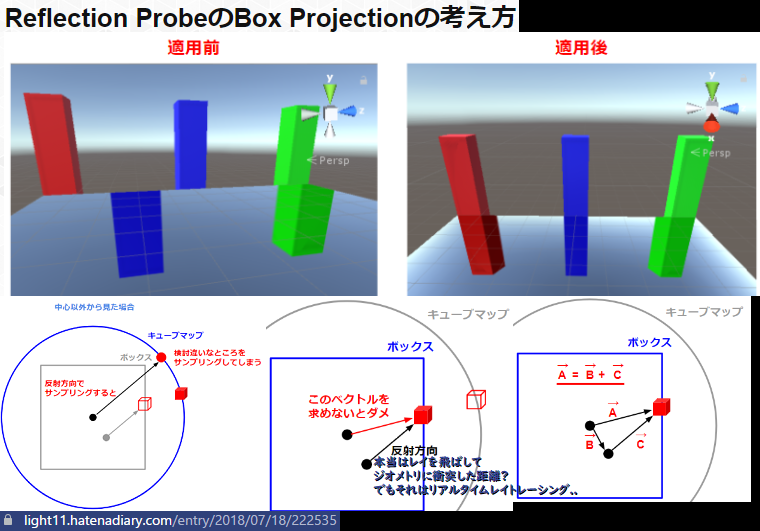 Reflection ProbeのBox Projectionの考え方
適用前
適用後
y
z
Persp
y
x
Persp
中心以外から見た場合
キューブマップ
ボックス
検討違いなところを
サンプリングしてしまう
反射方向で
サンプリングすると
キューブマップ
ボックス
このベクトルを
求めないとダメ
反射方向
本当はレイを飛ばして
ジオメトリに衝突した距離?
でもそれはリアルタイムレイトレーシング、、
キューブマップ
ボックス
A = B + C
A
B
C
light11.hatenadiary.com/entry/2018/07/18/222535